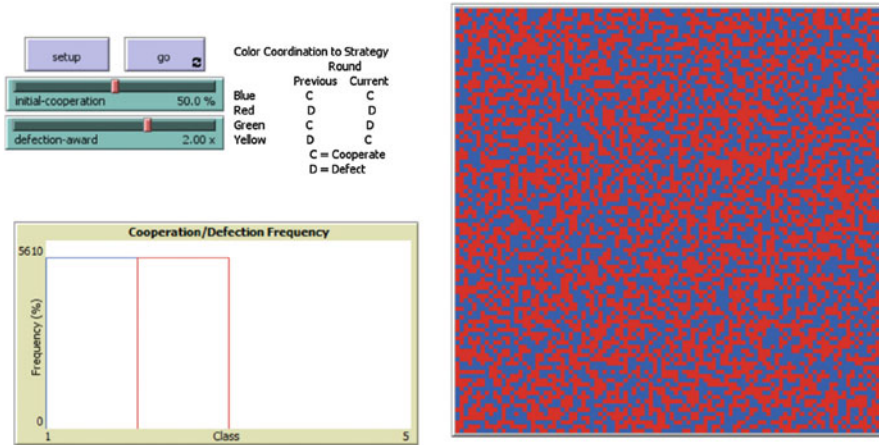 setup
go
initial-cooperation 50.0 %
defection-award 2.00 x
Color Coordination to Strategy
Round
Previous Current
Blue C C
Red D D
Green C D
Yellow D C
C = Cooperate
D = Defect
Cooperation/Defection Frequency
5610
Frequency (%)
0
1 Class 5